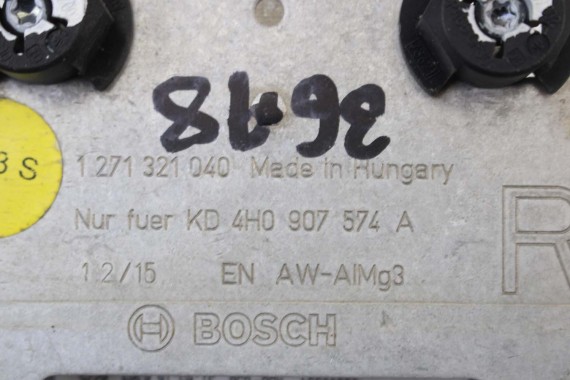 8 S
3618
1 271 321 040 Made in Hungary
Nur fuer KD 4H0 907 574 A
12/15 EN AW-AlMg3
R
BOSCH